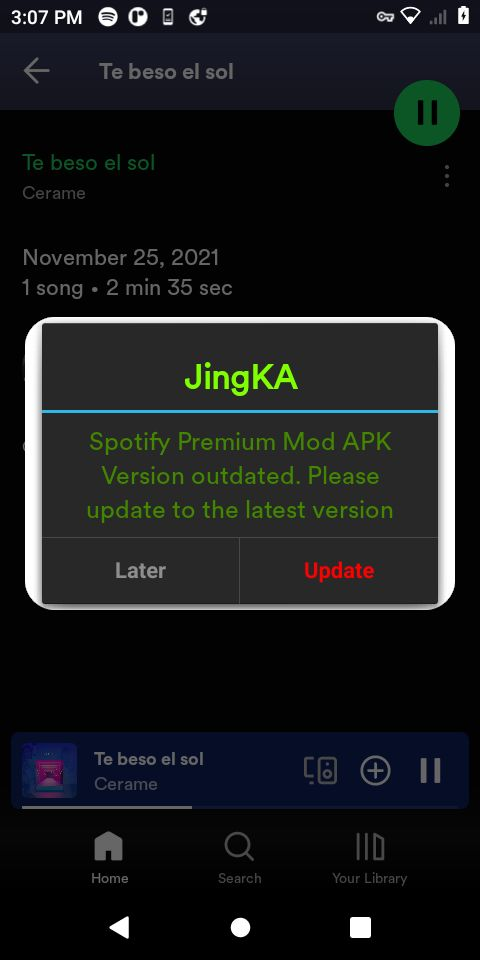 3:07 PM
Te beso el sol
Te beso el sol
Cerame
November 25, 2021
1 song • 2 min 35 sec
JingKA
Spotify Premium Mod APK
Version outdated. Please
update to the latest version
Later
Update
Te beso el sol
Cerame
Home
Search
Your Library